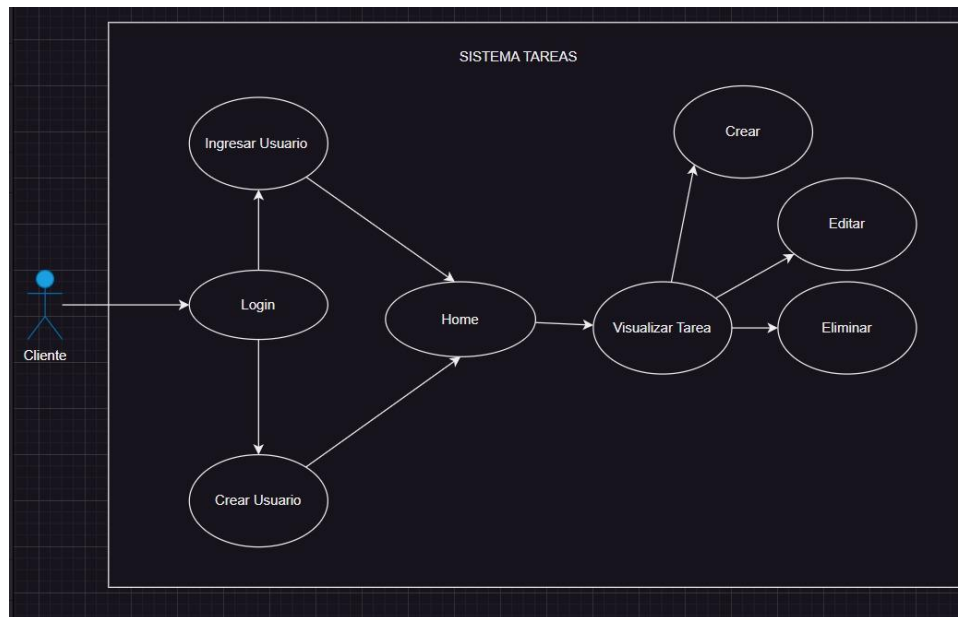 SISTEMA TAREAS
Crear
Ingresar Usuario
Editar
Login
Home
Visualizar Tarea
Eliminar
Cliente
Crear Usuario